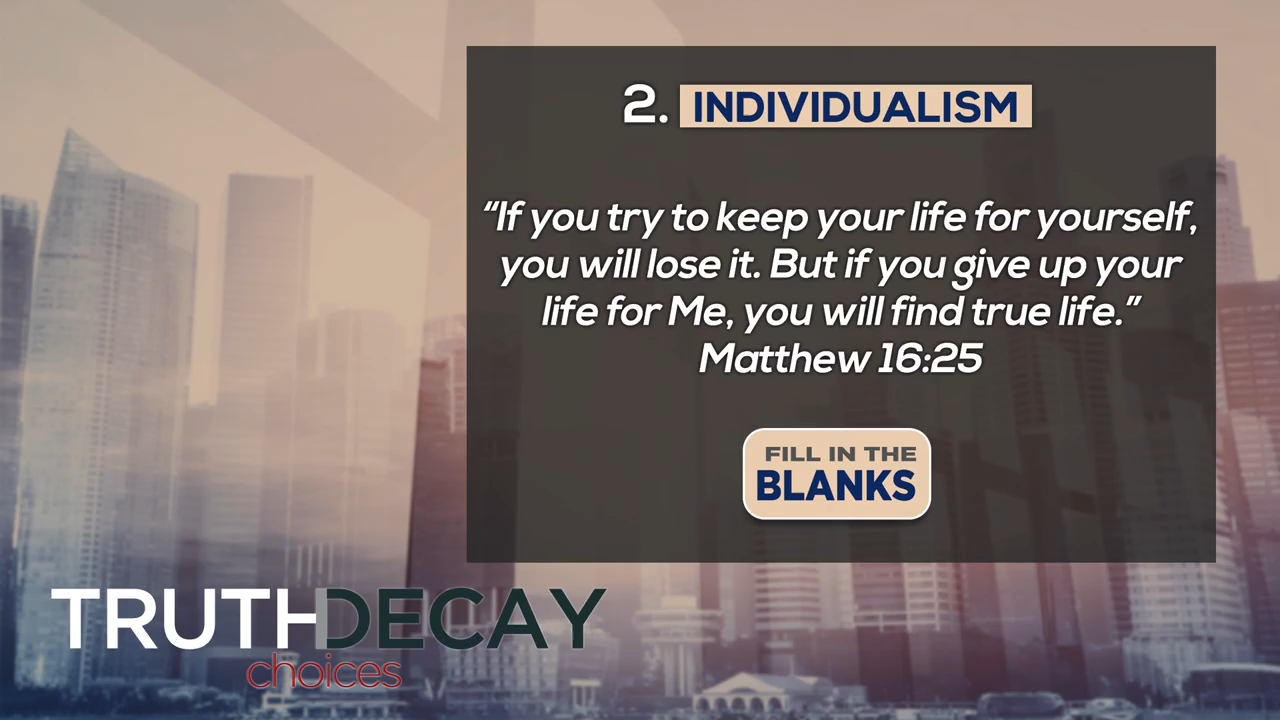 2. INDIVIDUALISM
“If you try to keep your life for yourself,
you will lose it. But if you give up your
life for Me, you will find true life.”
Matthew 16:25
FILL IN THE
BLANKS
TRUTHDECAY
choices